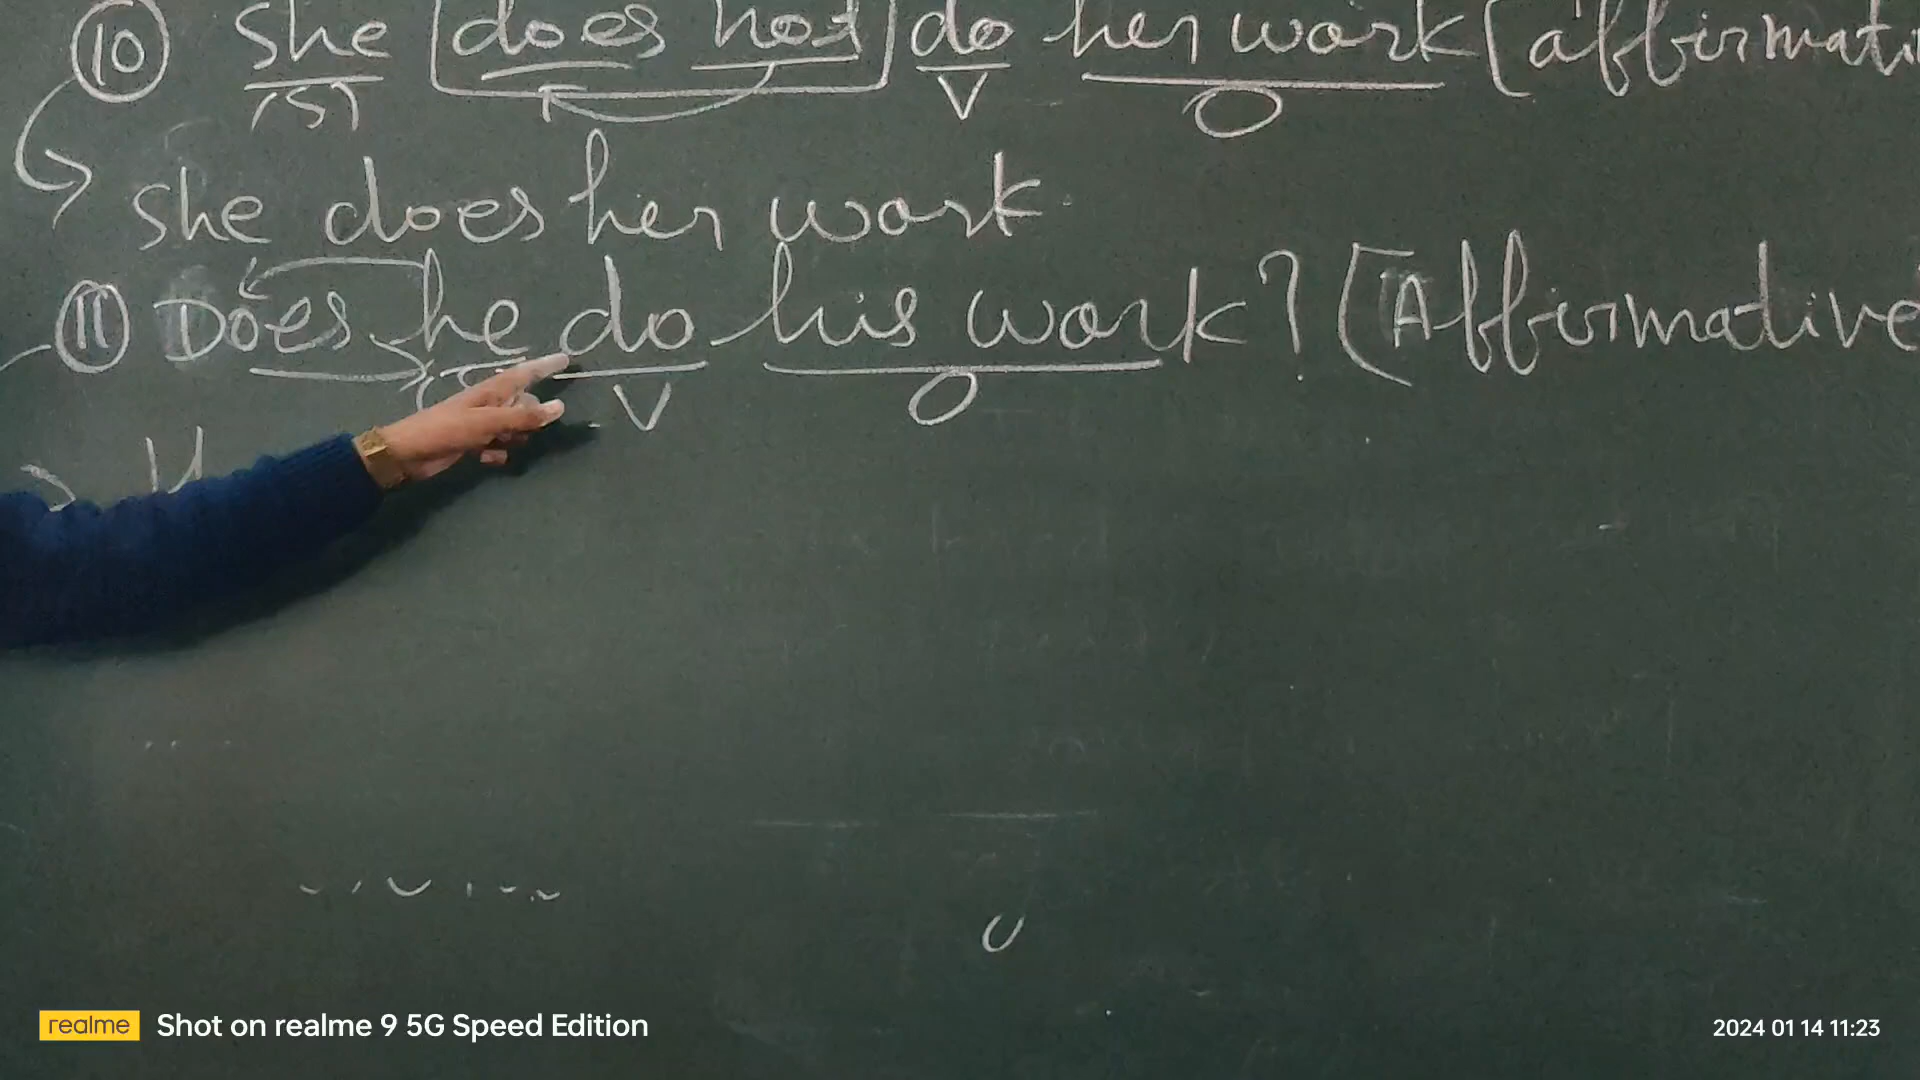 10 She [does not] do her work [affirmati
(S) V O
She does her work.
11 Does he do his work? (Affirmative
V O
realme Shot on realme 9 5G Speed Edition
2024 01 14 11:23